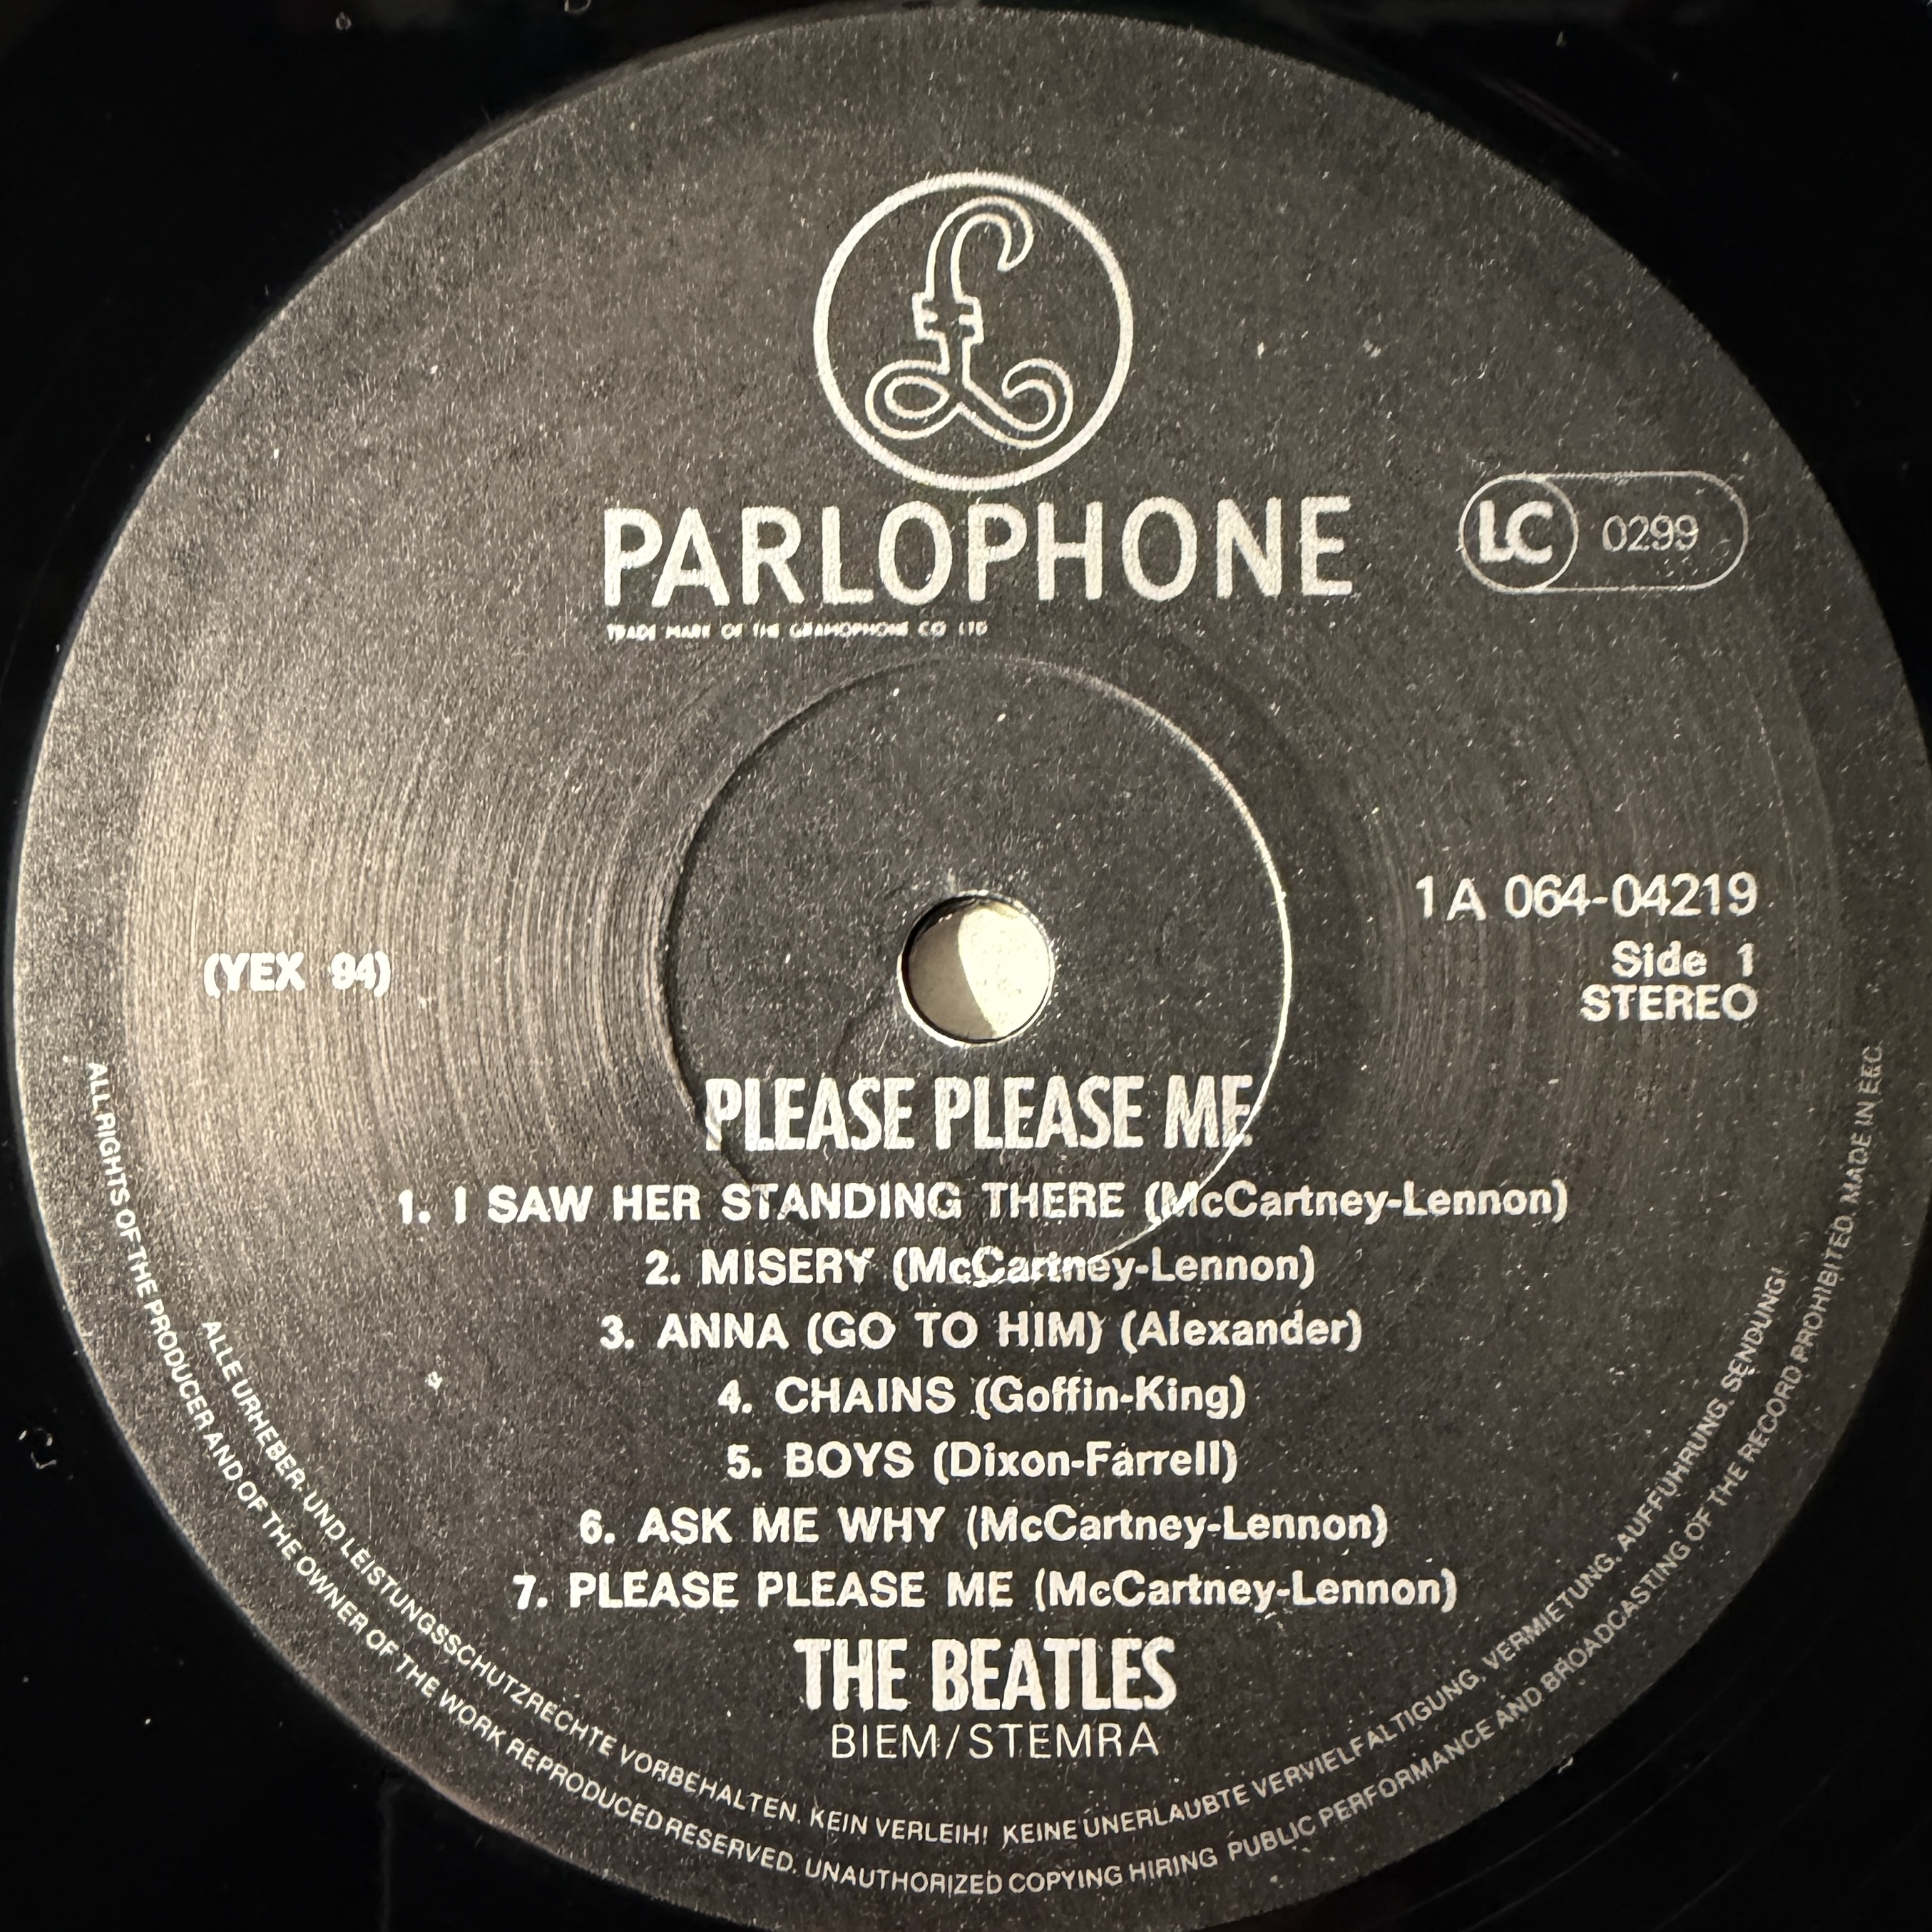 £
PARLOPHONE
TRADE MARK OF THE GRAMOPHONE CO LTD
LC 0299
1A 064-04219
Side 1
STEREO
(YEX 94)
PLEASE PLEASE ME
1. I SAW HER STANDING THERE (McCartney-Lennon)
2. MISERY (McCartney-Lennon)
3. ANNA (GO TO HIM) (Alexander)
4. CHAINS (Goffin-King)
5. BOYS (Dixon-Farrell)
6. ASK ME WHY (McCartney-Lennon)
7. PLEASE PLEASE ME (McCartney-Lennon)
THE BEATLES
BIEM/STEMRA
ALLE URHEBER- UND LEISTUNGSSCHUTZRECHTE VORBEHALTEN. KEIN VERLEIH! KEINE UNERLAUBTE VERVIELFALTIGUNG, VERMIETUNG, AUFFUHRUNG, SENDUNG!
ALL RIGHTS OF THE PRODUCER AND OF THE OWNER OF THE WORK REPRODUCED RESERVED. UNAUTHORIZED COPYING HIRING PUBLIC PERFORMANCE AND BROADCASTING OF THE RECORD PROHIBITED. MADE IN EEC.